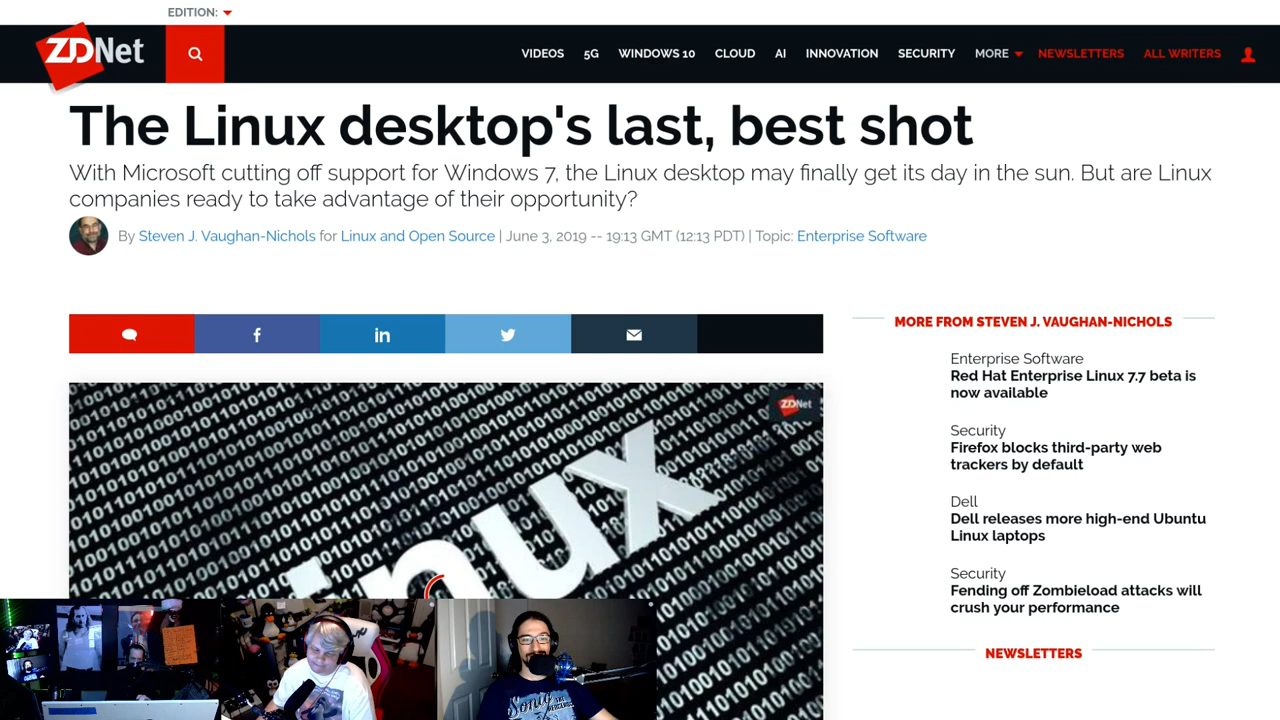 EDITION:
ZDNet
VIDEOS 5G WINDOWS 10 CLOUD AI INNOVATION SECURITY MORE NEWSLETTERS ALL WRITERS
The Linux desktop's last, best shot
With Microsoft cutting off support for Windows 7, the Linux desktop may finally get its day in the sun. But are Linux
companies ready to take advantage of their opportunity?
By Steven J. Vaughan-Nichols for Linux and Open Source | June 3, 2019 -- 19:13 GMT (12:13 PDT) | Topic: Enterprise Software
f in
MORE FROM STEVEN J. VAUGHAN-NICHOLS
Enterprise Software
Red Hat Enterprise Linux 7.7 beta is
now available
Security
Firefox blocks third-party web
trackers by default
Dell
Dell releases more high-end Ubuntu
Linux laptops
Security
Fending off Zombieload attacks will
crush your performance
NEWSLETTERS
ZDNet
inux
Sonic